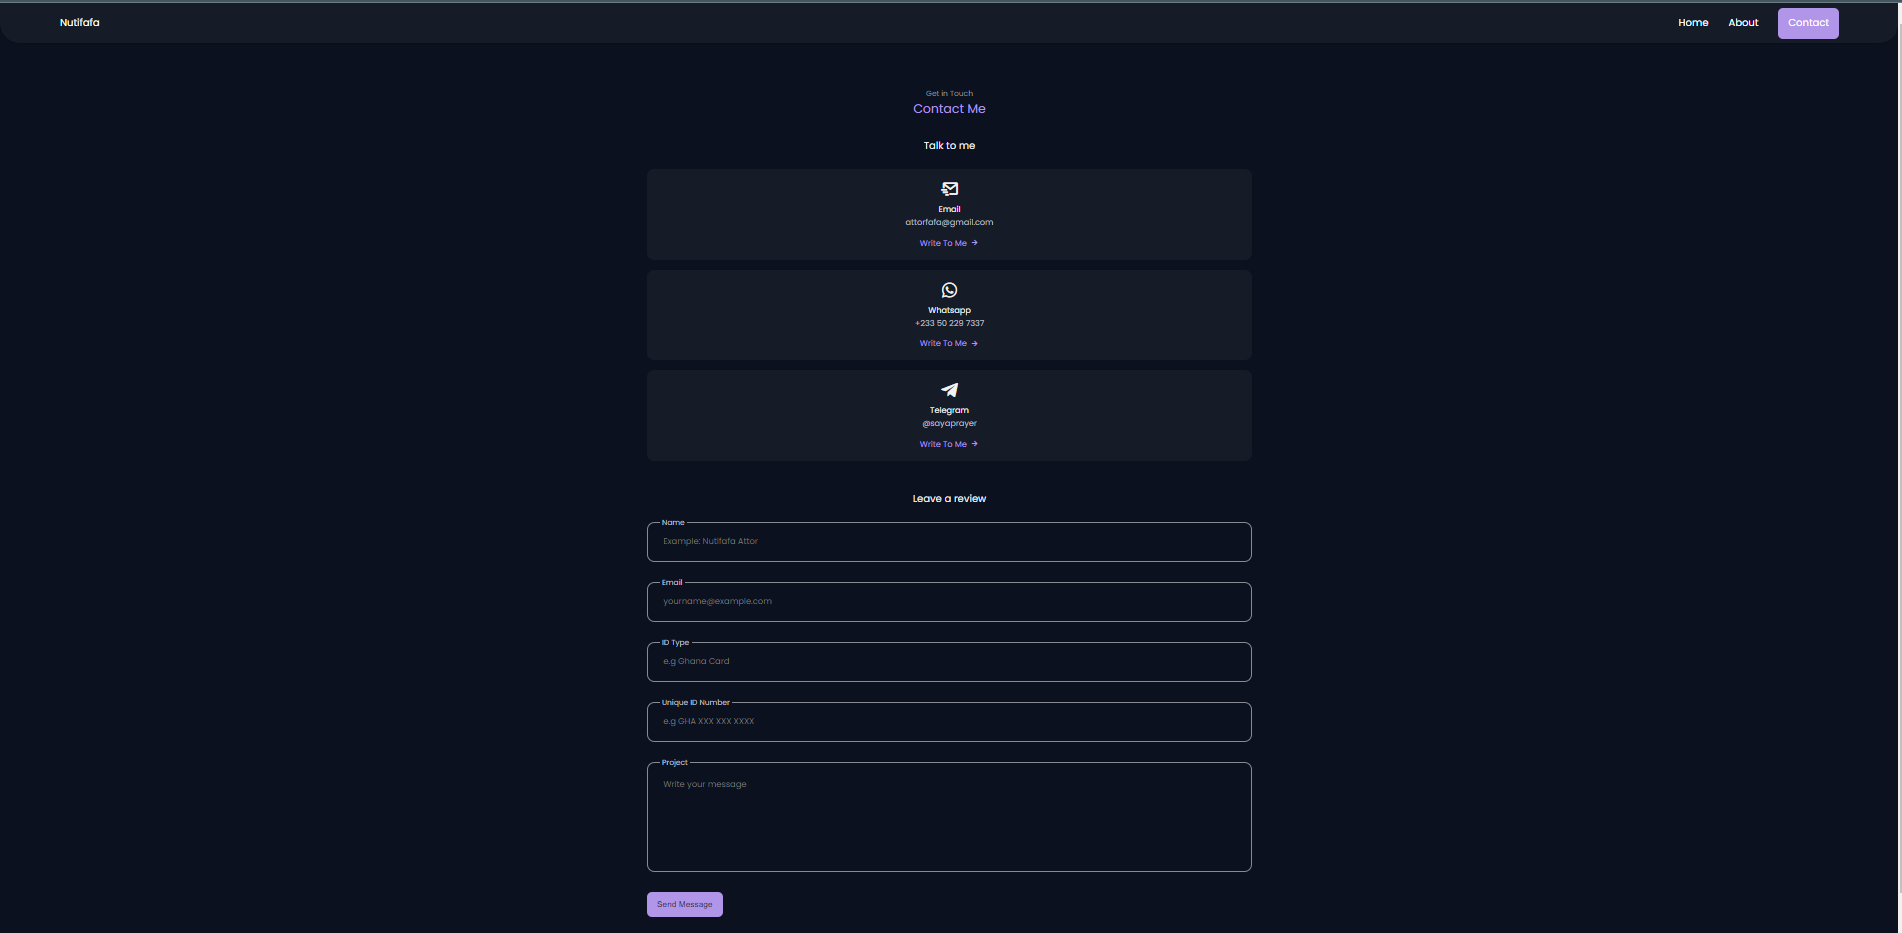 Nutifafa
Home About Contact
Get in Touch
Contact Me
Talk to me
Email
attorfafa@gmail.com
Write To Me →
Whatsapp
+233 50 229 7337
Write To Me →
Telegram
@sayaprayer
Write To Me →
Leave a review
Name
Example: Nutifafa Attor
Email
yourname@example.com
ID Type
e.g Ghana Card
Unique ID Number
e.g GHA XXX XXX XXXX
Project
Write your message
Send Message